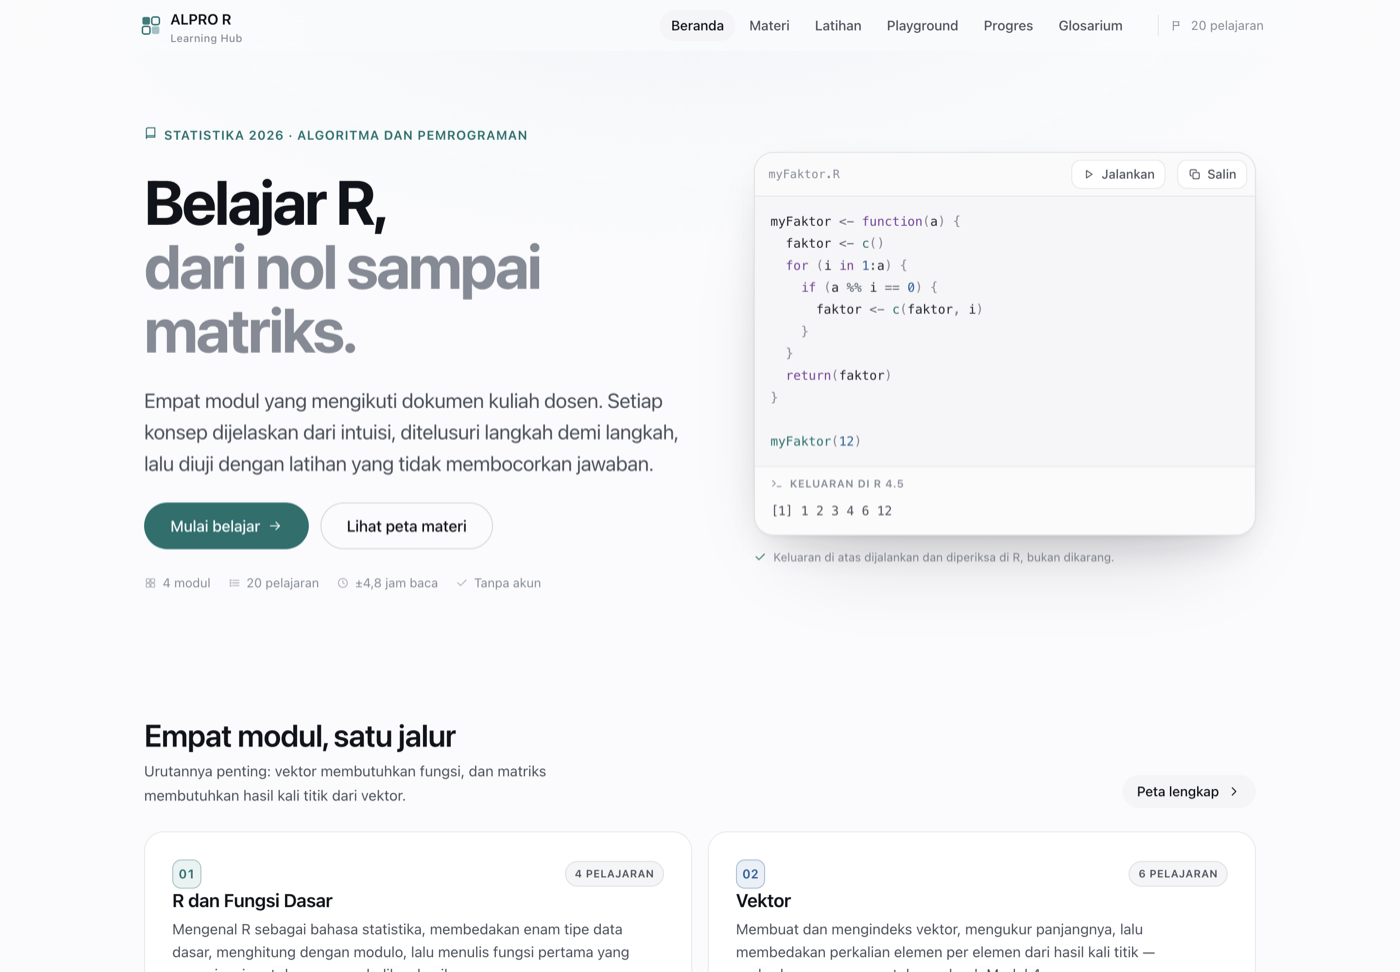 ALPRO R
Learning Hub
Beranda
Materi
Latihan
Playground
Progres
Glosarium
20 pelajaran
STATISTIKA 2026 · ALGORITMA DAN PEMROGRAMAN
Belajar R,
dari nol sampai
matriks.
Empat modul yang mengikuti dokumen kuliah dosen. Setiap
konsep dijelaskan dari intuisi, ditelusuri langkah demi langkah,
lalu diuji dengan latihan yang tidak membocorkan jawaban.
Mulai belajar →
Lihat peta materi
4 modul
20 pelajaran
±4,8 jam baca
Tanpa akun
myFaktor.R
Jalankan
Salin
myFaktor <- function(a) {
  faktor <- c()
  for (i in 1:a) {
    if (a %% i == 0) {
      faktor <- c(faktor, i)
    }
  }
  return(faktor)
}
myFaktor(12)
KELUARAN DI R 4.5
[1] 1 2 3 4 6 12
Keluaran di atas dijalankan dan diperiksa di R, bukan dikarang.
Empat modul, satu jalur
Urutannya penting: vektor membutuhkan fungsi, dan matriks
membutuhkan hasil kali titik dari vektor.
Peta lengkap
01
4 PELAJARAN
R dan Fungsi Dasar
Mengenal R sebagai bahasa statistika, membedakan enam tipe data
dasar, menghitung dengan modulo, lalu menulis fungsi pertama yang
02
6 PELAJARAN
Vektor
Membuat dan mengindeks vektor, mengukur panjangnya, lalu
membedakan perkalian elemen per elemen dari hasil kali titik —